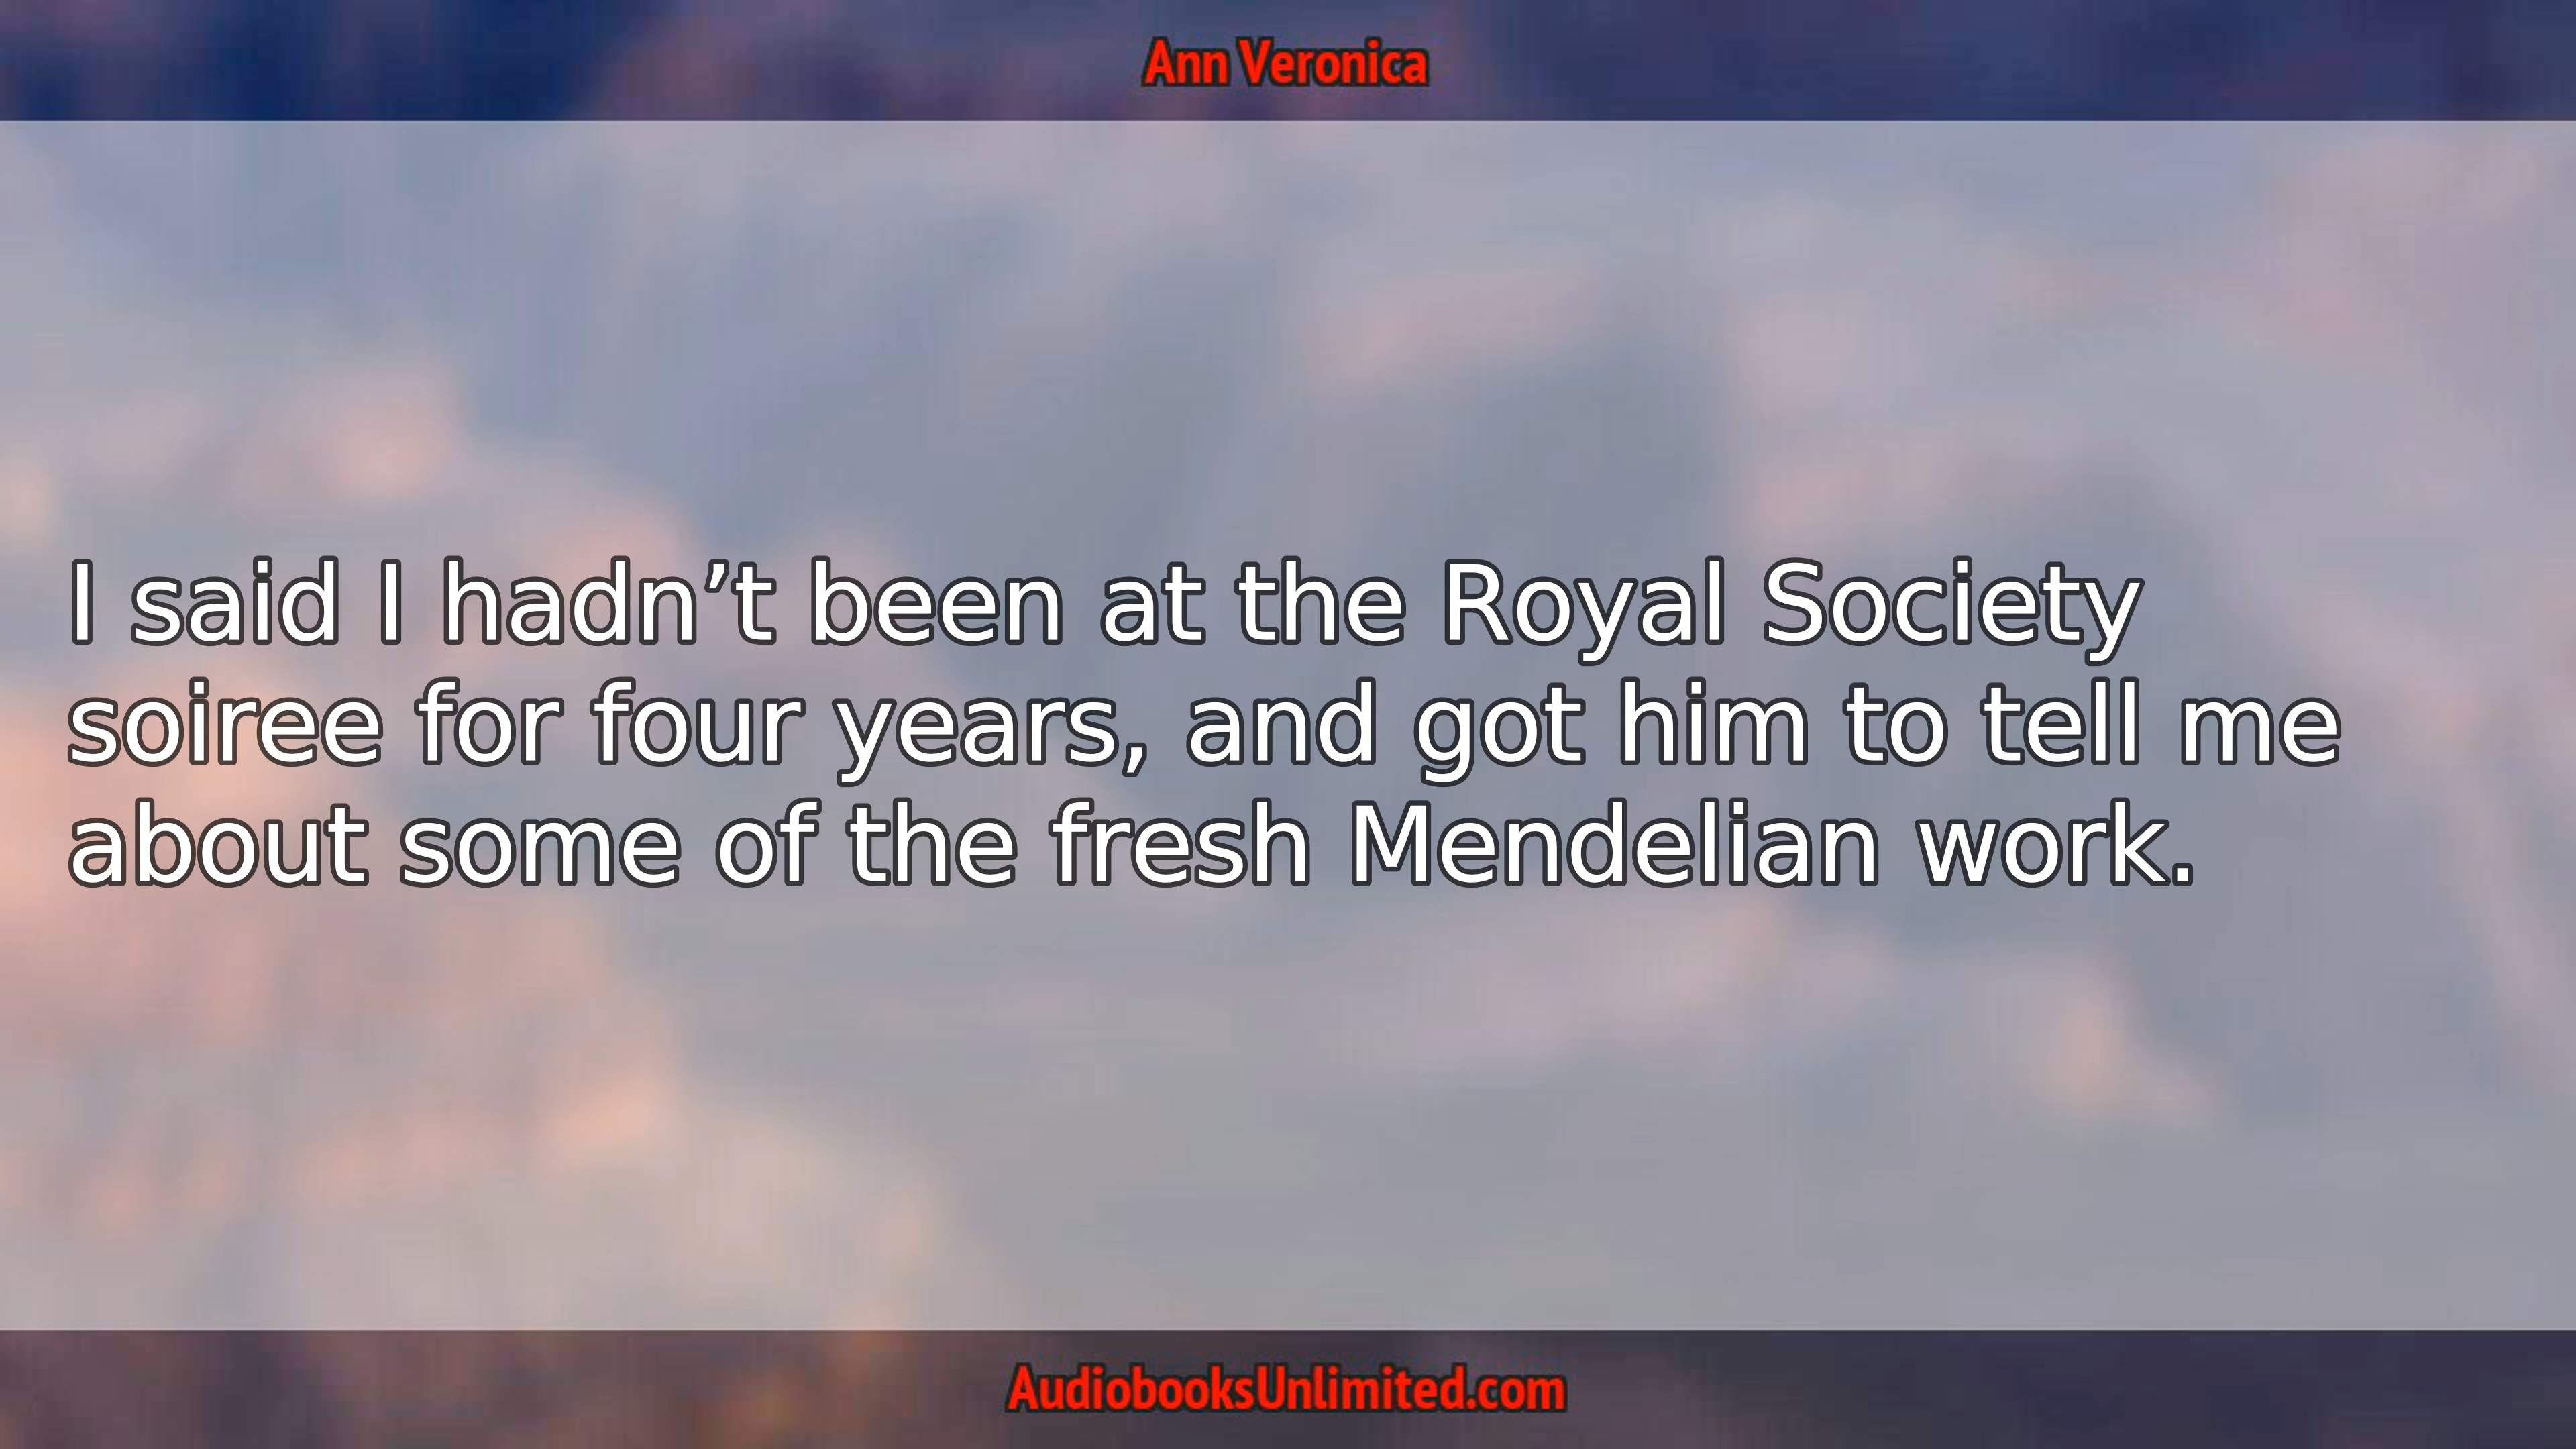 Ann Veronica
I said I hadn’t been at the Royal Society
soiree for four years, and got him to tell me
about some of the fresh Mendelian work.
AudiobooksUnlimited.com